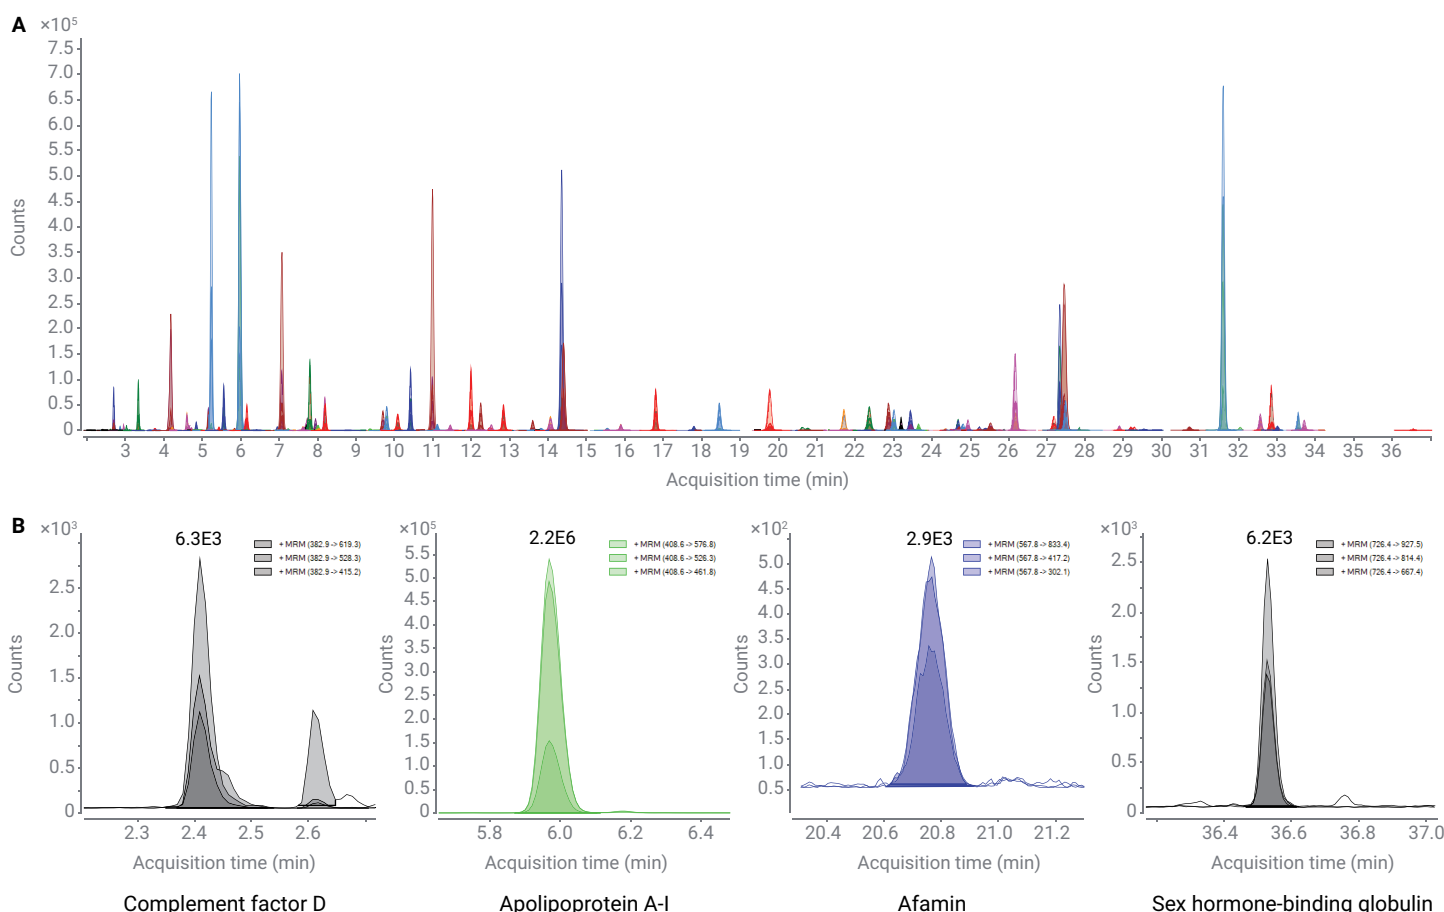 A
×10⁵
7.5
7.0
6.5
6.0
5.5
5.0
4.5
4.0
3.5
3.0
2.5
2.0
1.5
1.0
0.5
0
Counts
3 4 5 6 7 8 9 10 11 12 13 14 15 16 17 18 19 20 21 22 23 24 25 26 27 28 29 30 31 32 33 34 35 36
Acquisition time (min)
B
×10³
6.3E3
+ MRM (382.9 -> 619.3)
+ MRM (382.9 -> 528.3)
+ MRM (382.9 -> 415.2)
2.5
2.0
1.5
1.0
0.5
0
Counts
2.3 2.4 2.5 2.6
Acquisition time (min)
Complement factor D
×10⁵
2.2E6
+ MRM (408.6 -> 576.8)
+ MRM (408.6 -> 526.3)
+ MRM (408.6 -> 461.8)
5.5
5.0
4.5
4.0
3.5
3.0
2.5
2.0
1.5
1.0
0.5
0
Counts
5.8 6.0 6.2 6.4
Acquisition time (min)
Apolipoprotein A-I
×10²
2.9E3
+ MRM (567.8 -> 833.4)
+ MRM (567.8 -> 417.2)
+ MRM (567.8 -> 302.1)
5.0
4.5
4.0
3.5
3.0
2.5
2.0
1.5
1.0
0.5
Counts
20.4 20.6 20.8 21.0 21.2
Acquisition time (min)
Afamin
×10³
6.2E3
+ MRM (726.4 -> 927.5)
+ MRM (726.4 -> 814.4)
+ MRM (726.4 -> 667.4)
2.5
2.0
1.5
1.0
0.5
0
Counts
36.4 36.6 36.8 37.0
Acquisition time (min)
Sex hormone-binding globulin